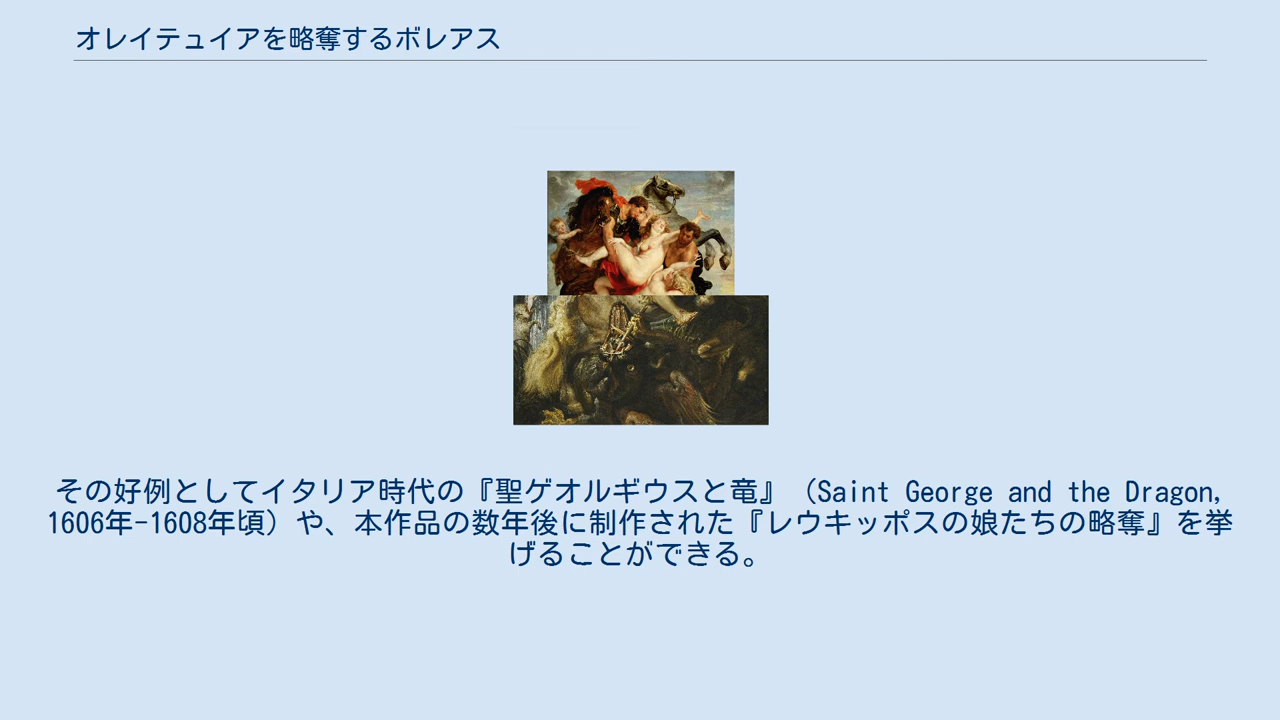 オレイテュイアを略奪するボレアス
その好例としてイタリア時代の『聖ゲオルギウスと竜』（Saint George and the Dragon,
1606年-1608年頃）や、本作品の数年後に制作された『レウキッポスの娘たちの略奪』を挙
げることができる。